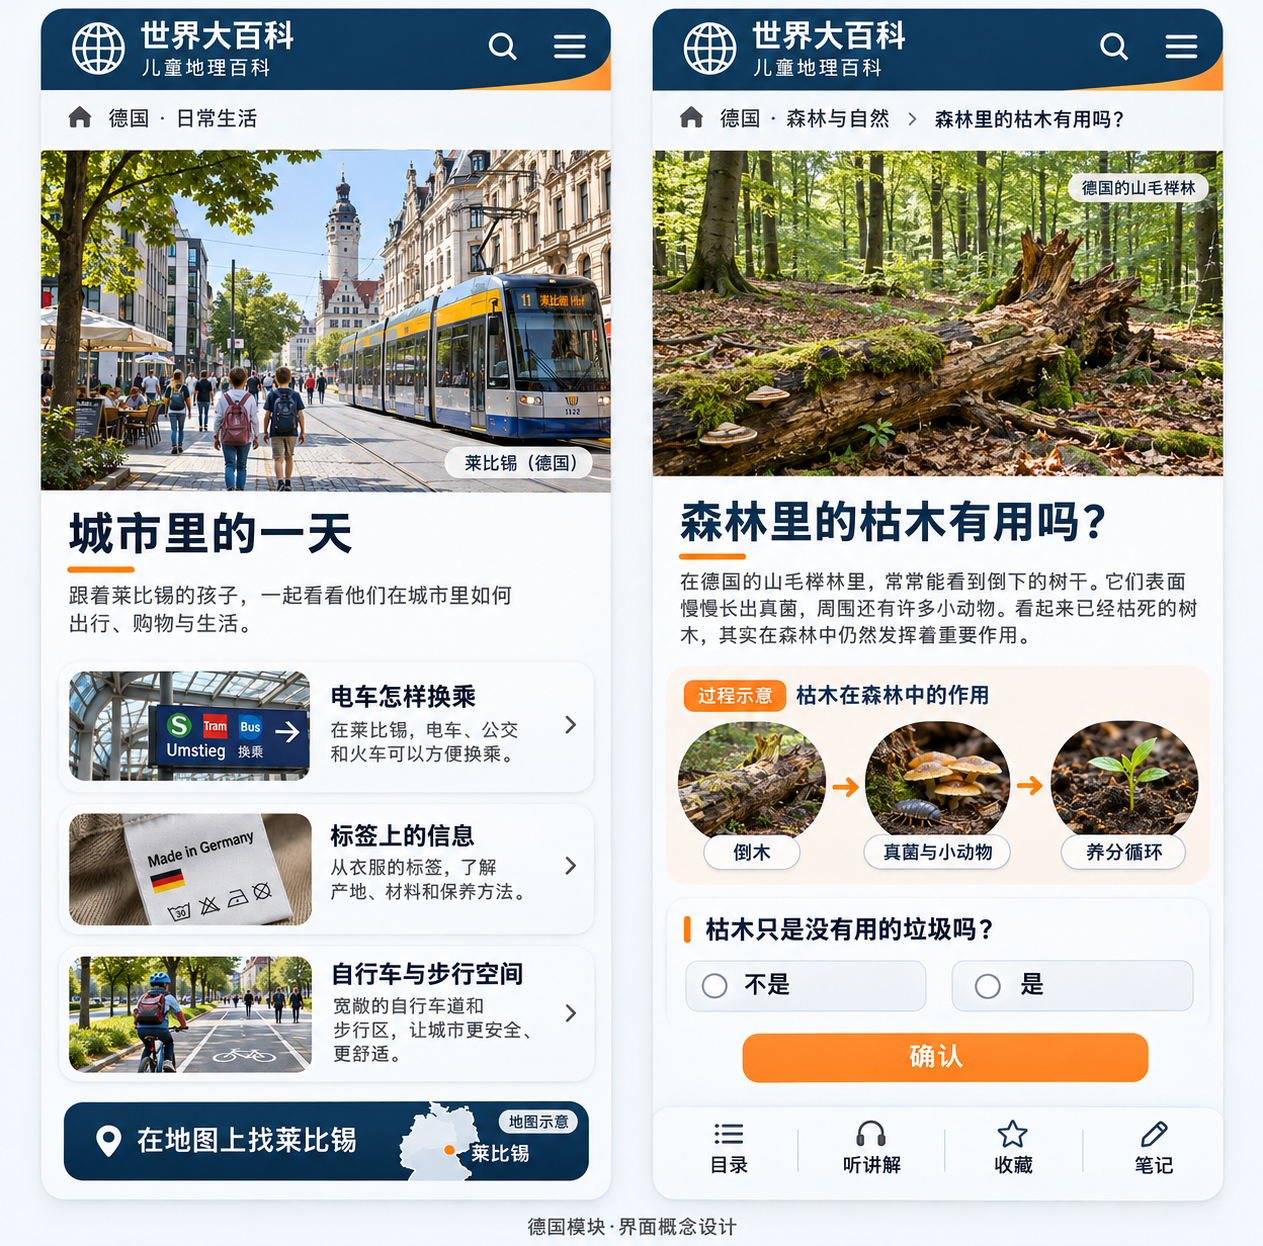 世界大百科
儿童地理百科
德国 · 日常生活
11
1122
莱比锡（德国）
城市里的一天
跟着莱比锡的孩子，一起看看他们在城市里如何
出行、购物与生活。
S Tram Bus
Umstieg 换乘
电车怎样换乘
在莱比锡，电车、公交
和火车可以方便换乘。
Made in Germany
30
标签上的信息
从衣服的标签，了解
产地、材料和保养方法。
自行车与步行空间
宽敞的自行车道和
步行区，让城市更安全、
更舒适。
在地图上找莱比锡
地图示意
莱比锡
世界大百科
儿童地理百科
德国 · 森林与自然 > 森林里的枯木有用吗？
德国的山毛榉林
森林里的枯木有用吗？
在德国的山毛榉林里，常常能看到倒下的树干。它们表面
慢慢长出真菌，周围还有许多小动物。看起来已经枯死的树
木，其实在森林中仍然发挥着重要作用。
过程示意 枯木在森林中的作用
倒木
真菌与小动物
养分循环
枯木只是没有用的垃圾吗？
不是
是
确认
目录
听讲解
收藏
笔记
德国模块·界面概念设计